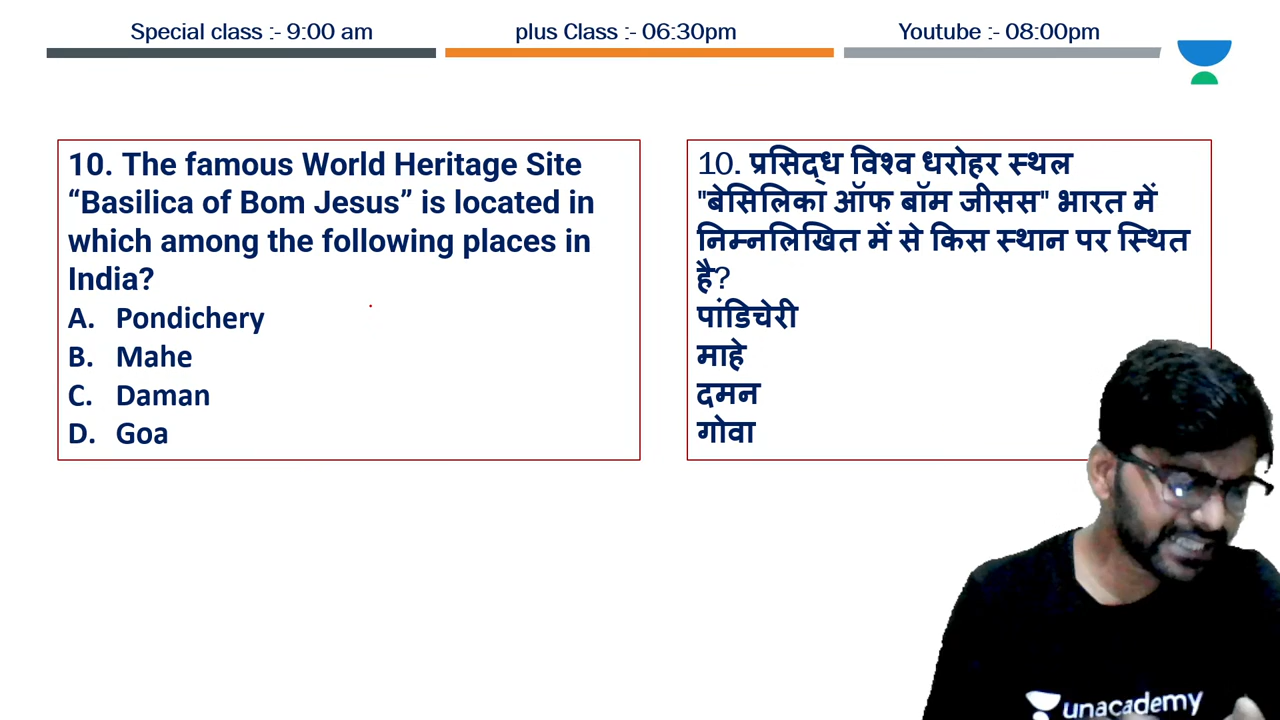 Special class :- 9:00 am
plus Class :- 06:30pm
Youtube :- 08:00pm
10. The famous World Heritage Site
“Basilica of Bom Jesus” is located in
which among the following places in
India?
A. Pondichery
B. Mahe
C. Daman
D. Goa
10. प्रसिद्ध विश्व धरोहर स्थल
"बेसिलिका ऑफ बॉम जीसस" भारत में
निम्नलिखित में से किस स्थान पर स्थित
है?
पांडिचेरी
माहे
दमन
गोवा
unacademy